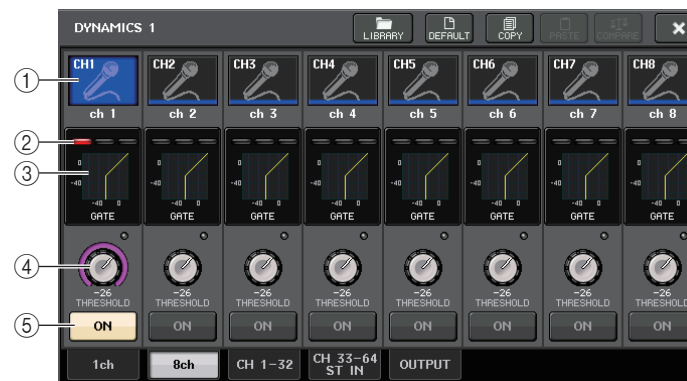 DYNAMICS 1 LIBRARY DEFAULT COPY PASTE COMPARE
CH1 CH2 CH3 CH4 CH5 CH6 CH7 CH8
1
ch 1 ch 2 ch 3 ch 4 ch 5 ch 6 ch 7 ch 8
2
3
0 0 0 0 0 0 0 0
-40 -40 -40 -40 -40 -40 -40 -40
-40 0 -40 0 -40 0 -40 0 -40 0 -40 0 -40 0 -40 0
GATE GATE GATE GATE GATE GATE GATE GATE
4
-26 -26 -26 -26 -26 -26 -26 -26
THRESHOLD THRESHOLD THRESHOLD THRESHOLD THRESHOLD THRESHOLD THRESHOLD THRESHOLD
5
ON ON ON ON ON ON ON ON
1ch 8ch CH 1-32 CH 33-64 ST IN OUTPUT